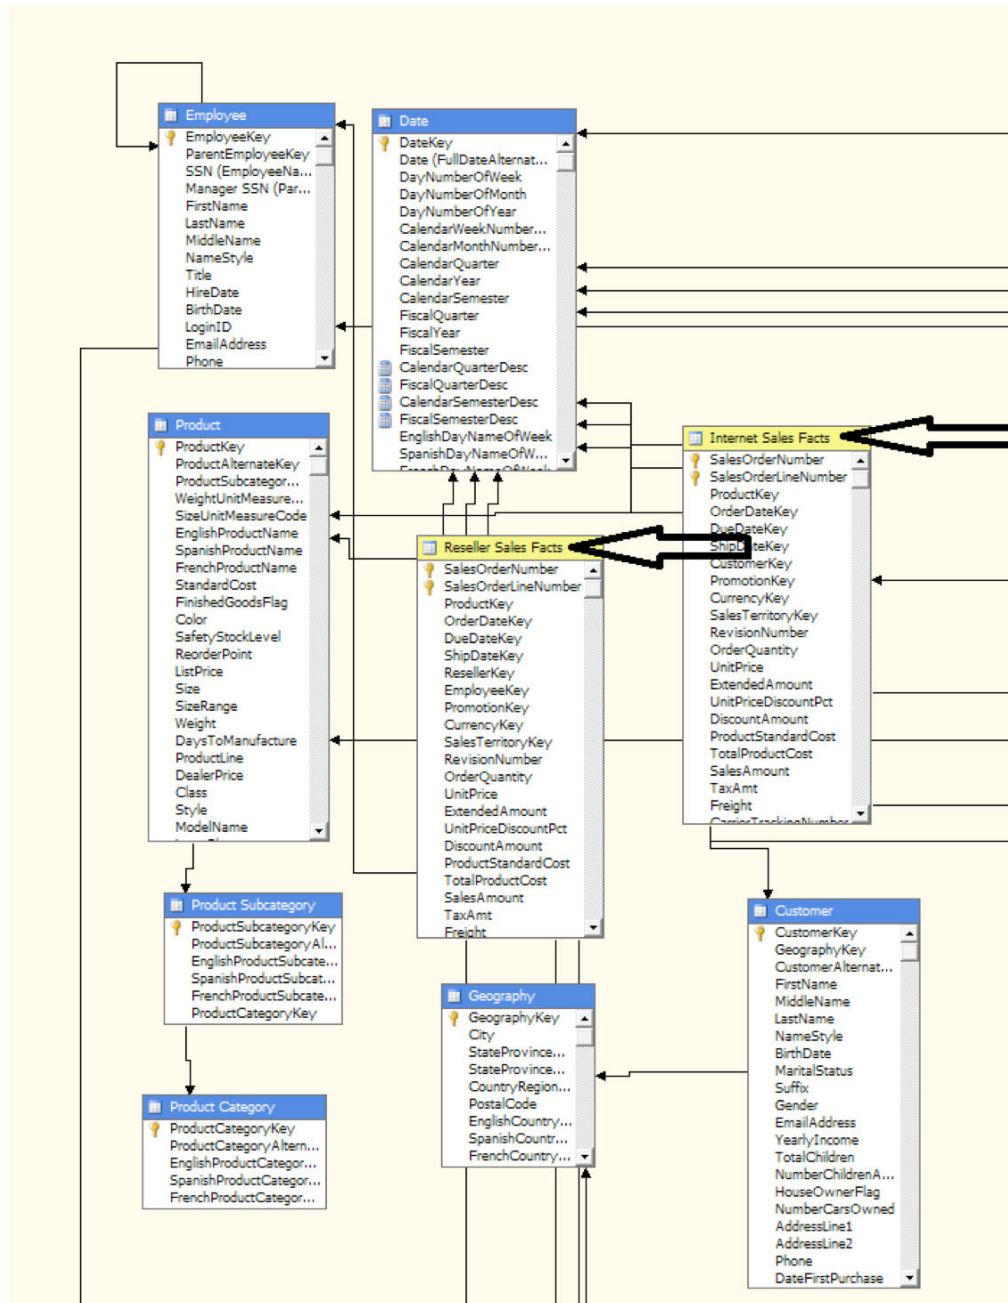 Employee
EmployeeKey
ParentEmployeeKey
SSN (EmployeeNa...
Manager SSN (Par...
FirstName
LastName
MiddleName
NameStyle
Title
HireDate
BirthDate
LoginID
EmailAddress
Phone
Date
DateKey
Date (FullDateAlternat...
DayNumberOfWeek
DayNumberOfMonth
DayNumberOfYear
CalendarWeekNumber...
CalendarMonthNumber...
CalendarQuarter
CalendarYear
CalendarSemester
FiscalQuarter
FiscalYear
FiscalSemester
CalendarQuarterDesc
FiscalQuarterDesc
CalendarSemesterDesc
FiscalSemesterDesc
EnglishDayNameOfWeek
SpanishDayNameOfW...
FrenchDayNameOfWeek
Product
ProductKey
ProductAlternateKey
ProductSubcategor...
WeightUnitMeasure...
SizeUnitMeasureCode
EnglishProductName
SpanishProductName
FrenchProductName
StandardCost
FinishedGoodsFlag
Color
SafetyStockLevel
ReorderPoint
ListPrice
Size
SizeRange
Weight
DaysToManufacture
ProductLine
DealerPrice
Class
Style
ModelName
Internet Sales Facts
SalesOrderNumber
SalesOrderLineNumber
ProductKey
OrderDateKey
DueDateKey
ShipDateKey
CustomerKey
PromotionKey
CurrencyKey
SalesTerritoryKey
RevisionNumber
OrderQuantity
UnitPrice
ExtendedAmount
UnitPriceDiscountPct
DiscountAmount
ProductStandardCost
TotalProductCost
SalesAmount
TaxAmt
Freight
CarrierTrackingNumber
Reseller Sales Facts
SalesOrderNumber
SalesOrderLineNumber
ProductKey
OrderDateKey
DueDateKey
ShipDateKey
ResellerKey
EmployeeKey
PromotionKey
CurrencyKey
SalesTerritoryKey
RevisionNumber
OrderQuantity
UnitPrice
ExtendedAmount
UnitPriceDiscountPct
DiscountAmount
ProductStandardCost
TotalProductCost
SalesAmount
TaxAmt
Freight
Product Subcategory
ProductSubcategoryKey
ProductSubcategoryAl...
EnglishProductSubcate...
SpanishProductSubcat...
FrenchProductSubcate...
ProductCategoryKey
Customer
CustomerKey
GeographyKey
CustomerAlternat...
FirstName
MiddleName
LastName
NameStyle
BirthDate
MaritalStatus
Suffix
Gender
EmailAddress
YearlyIncome
TotalChildren
NumberChildrenA...
HouseOwnerFlag
NumberCarsOwned
AddressLine1
AddressLine2
Phone
DateFirstPurchase
Geography
GeographyKey
City
StateProvince...
StateProvince...
CountryRegion...
PostalCode
EnglishCountry...
SpanishCountr...
FrenchCountry...
Product Category
ProductCategoryKey
ProductCategoryAltern...
EnglishProductCategor...
SpanishProductCategor...
FrenchProductCategor...